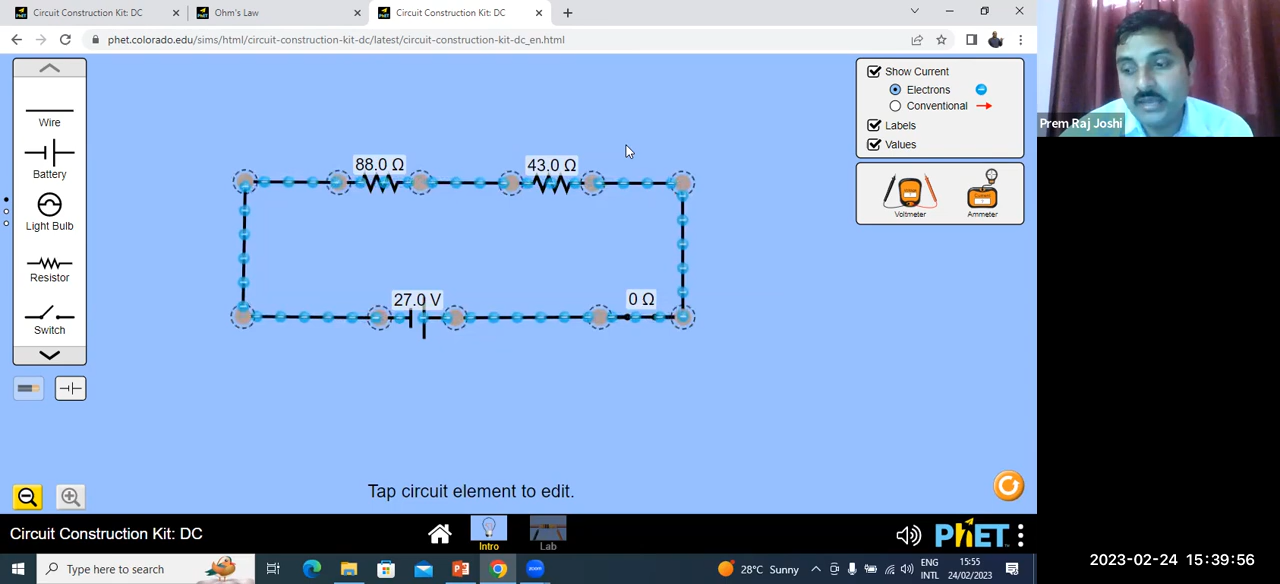 Circuit Construction Kit: DC
Ohm's Law
Circuit Construction Kit: DC
phet.colorado.edu/sims/html/circuit-construction-kit-dc/latest/circuit-construction-kit-dc_en.html
Wire
Battery
Light Bulb
Resistor
Switch
88.0 Ω
43.0 Ω
27.0 V
0 Ω
Show Current
Electrons
Conventional
Labels
Values
Voltmeter
Ammeter
Prem Raj Joshi
Tap circuit element to edit.
Circuit Construction Kit: DC
Intro
Lab
PhET
Type here to search
28°C Sunny
ENG
INTL
15:55
24/02/2023
2023-02-24 15:39:56